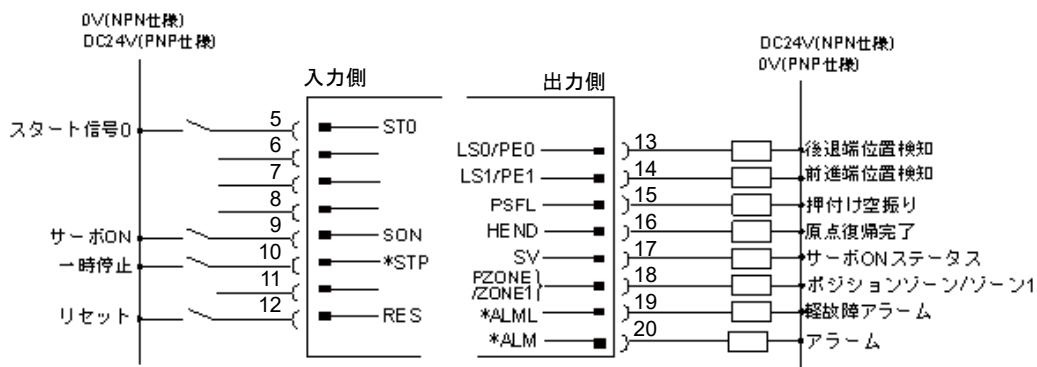 0V(NPN仕様)
DC24V(PNP仕様)
DC24V(NPN仕様)
0V(PNP仕様)
入力側
出力側
スタート信号0
5
ST0
6
7
8
サーボON
9
SON
一時停止
10
*STP
11
リセット
12
RES
LS0/PE0
13
後退端位置検知
LS1/PE1
14
前進端位置検知
PSFL
15
押付け空振り
HEND
16
原点復帰完了
SV
17
サーボONステータス
PZONE
/ZONE1
18
ポジションゾーン/ゾーン1
*ALML
19
軽故障アラーム
*ALM
20
アラーム